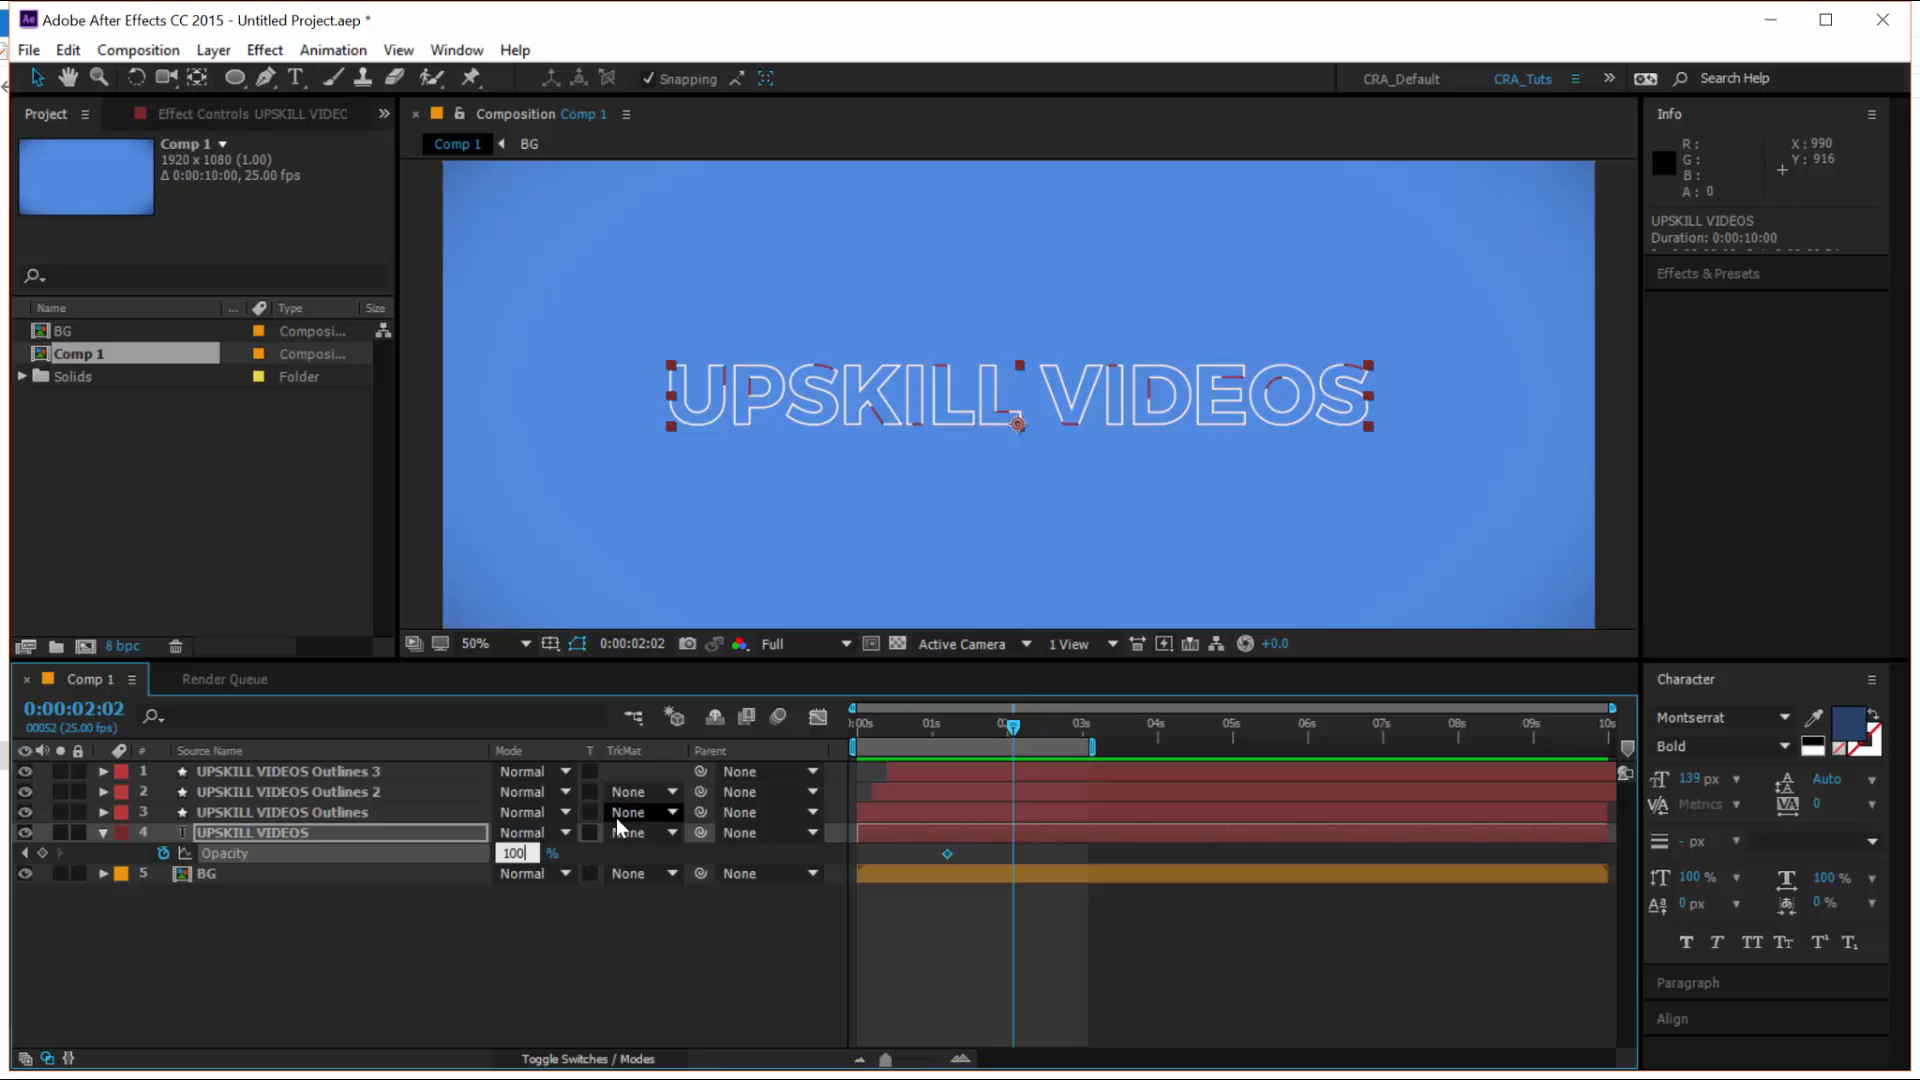 Adobe After Effects CC 2015 - Untitled Project.aep *
File Edit Composition Layer Effect Animation View Window Help
Snapping CRA_Default CRA_Tuts Search Help
Project Effect Controls UPSKILL VIDEC
Comp 1
1920 x 1080 (1.00)
Δ 0:00:10:00, 25.00 fps
Name ... Type Size
BG Composi...
Comp 1 Composi...
Solids Folder
8 bpc
Composition Comp 1
Comp 1 BG
UPSKILL VIDEOS
50% 0:00:02:02 Full Active Camera 1 View +0.0
Info
R :
G :
B :
A : 0
X : 990
Y : 916
UPSKILL VIDEOS
Duration: 0:00:10:00
Effects & Presets
Comp 1 Render Queue
0:00:02:02
00052 (25.00 fps)
:00s 01s 03s 04s 05s 06s 07s 08s 09s 10s
# Source Name Mode T TrkMat Parent
1 UPSKILL VIDEOS Outlines 3 Normal None
2 UPSKILL VIDEOS Outlines 2 Normal None None
3 UPSKILL VIDEOS Outlines Normal None None
4 T UPSKILL VIDEOS Normal None None
Opacity 100 %
5 BG Normal None None
Toggle Switches / Modes
Character
Montserrat
Bold
139 px Auto
Metrics 0
- px
100 % 100 %
0 px 0 %
T T TT Tt T¹ T₁
Paragraph
Align